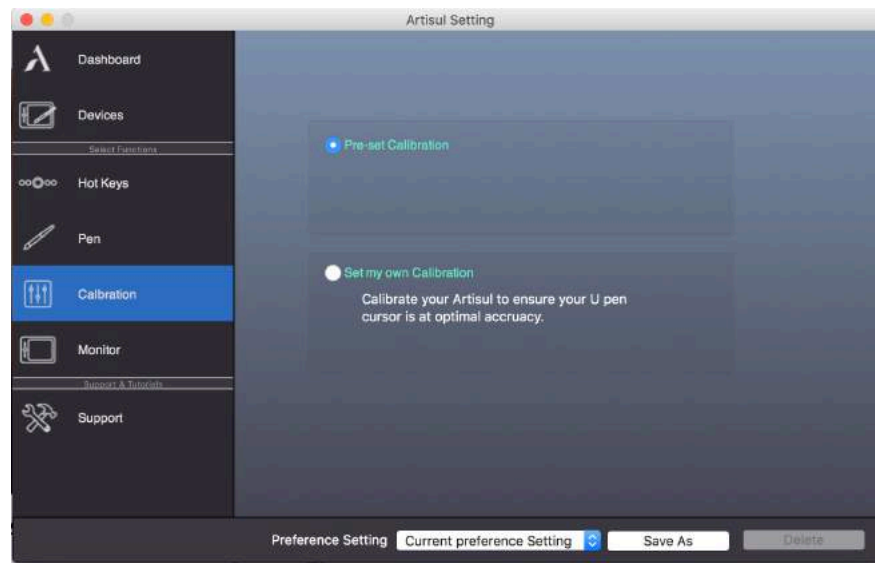 Artisul Setting
Dashboard
Devices
Select Functions
Hot Keys
Pen
Calbration
Monitor
Support & Tutorials
Support
Pre-set Calibration
Set my own Calibration
Calibrate your Artisul to ensure your U pen
cursor is at optimal accruacy.
Preference Setting
Current preference Setting
Save As
Delete